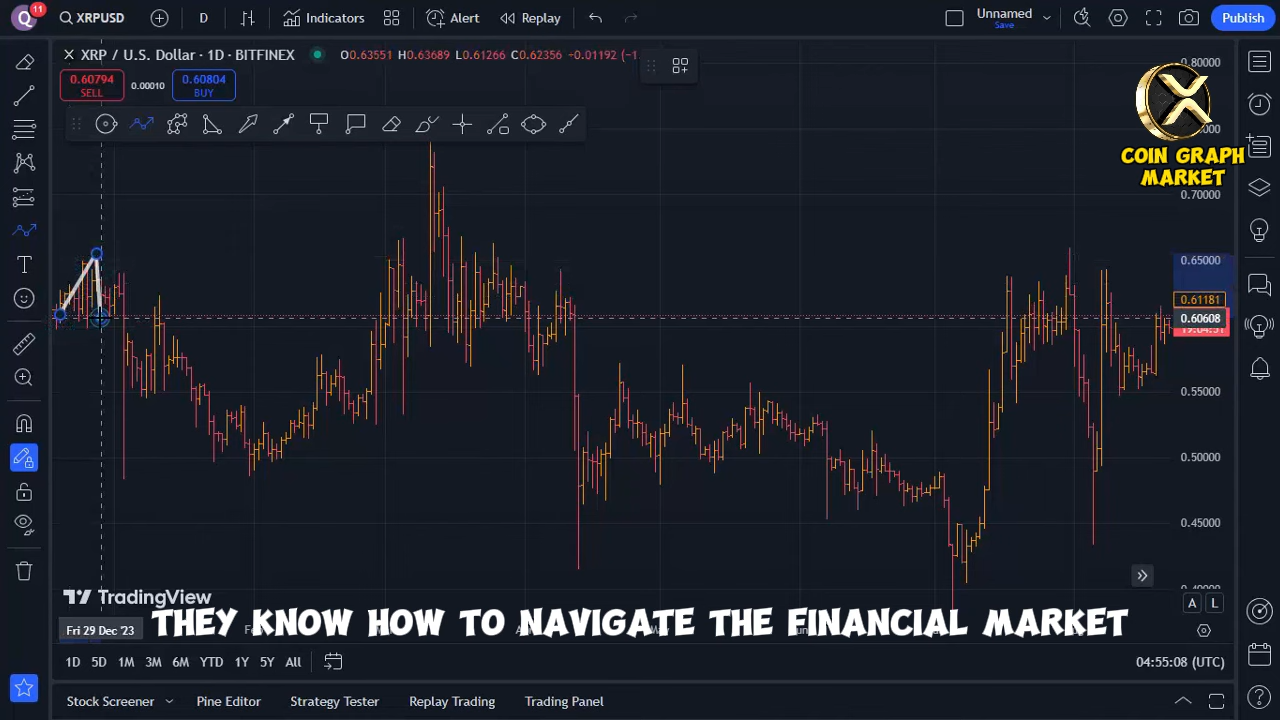 Q
11
XRPUSD
D
Indicators
Alert
Replay
Unnamed
Save
Publish
XRP / U.S. Dollar · 1D · BITFINEX
O0.63551 H0.63689 L0.61266 C0.62356 -0.01192 (-1.
0.60794
SELL
0.00010
0.60804
BUY
0.80000
X
COIN GRAPH
MARKET
0.70000
0.65000
0.61181
0.60608
0.55000
0.50000
0.45000
TradingView
THEY KNOW HOW TO NAVIGATE THE FINANCIAL MARKET
A
L
Fri 29 Dec '23
1D
5D
1M
3M
6M
YTD
1Y
5Y
All
04:55:08 (UTC)
Stock Screener
Pine Editor
Strategy Tester
Replay Trading
Trading Panel